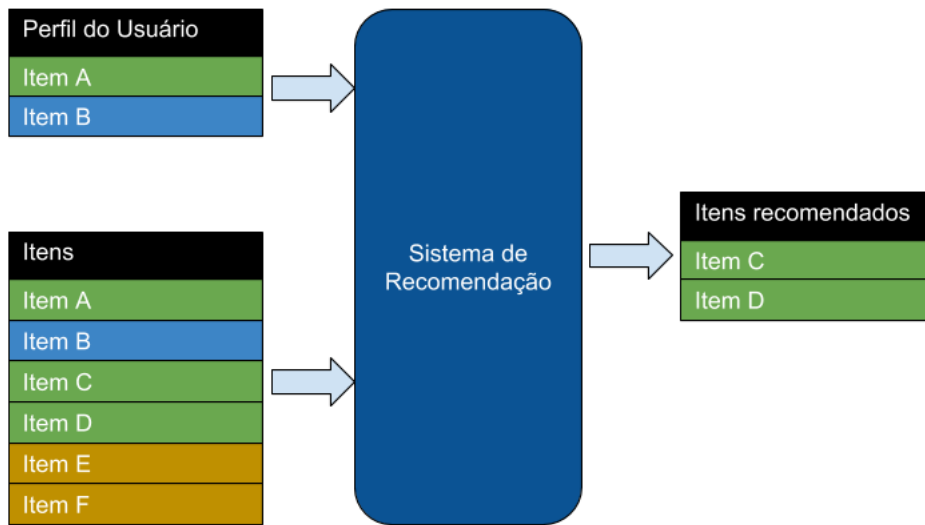 Perfil do Usuário
Item A
Item B
Itens
Item A
Item B
Item C
Item D
Item E
Item F
Sistema de
Recomendação
Itens recomendados
Item C
Item D